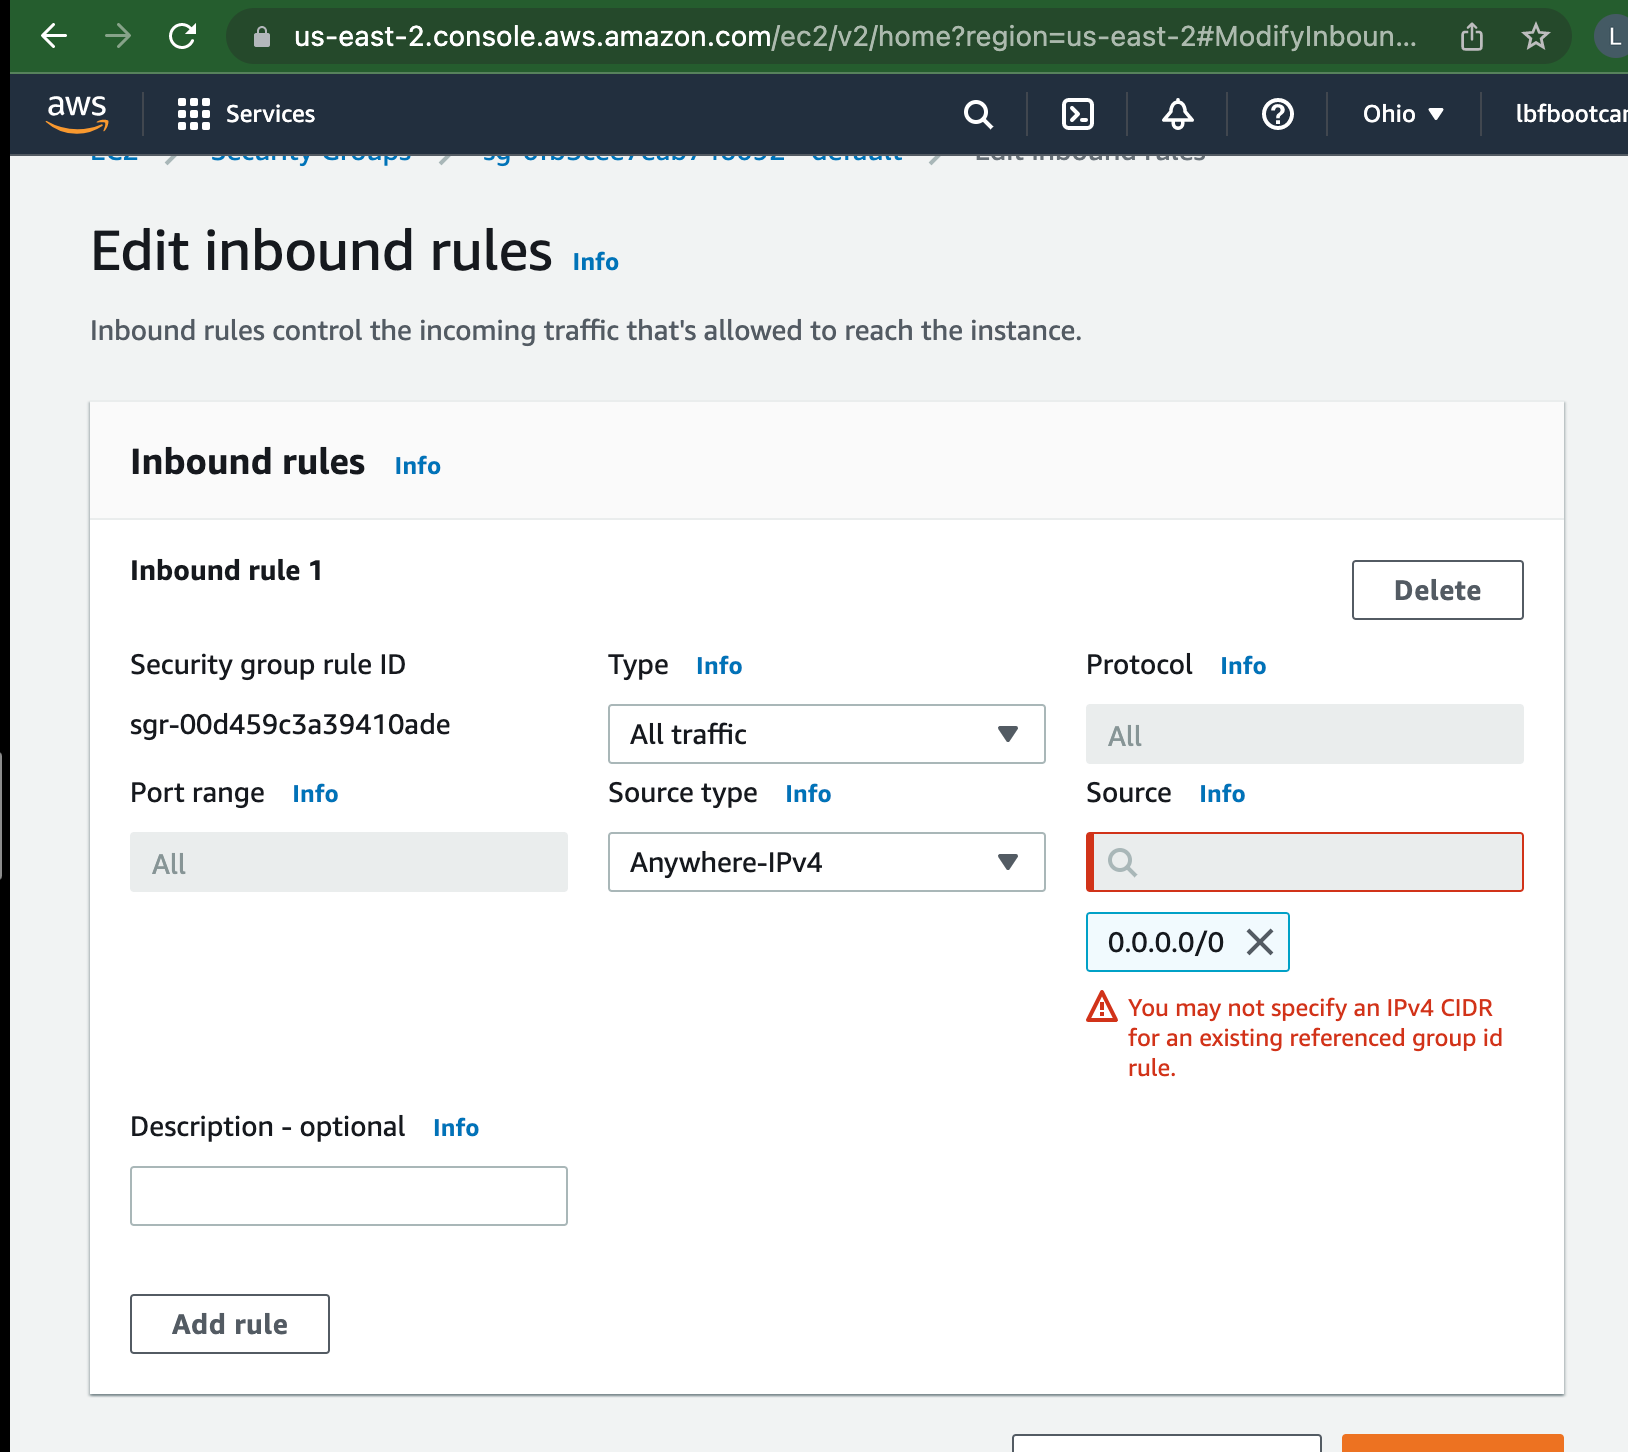 us-east-2.console.aws.amazon.com/ec2/v2/home?region=us-east-2#ModifyInboun...
L
aws
Services
Ohio
lbfbootcar
EC2 Security Groups default Edit inbound rules
Edit inbound rules Info
Inbound rules control the incoming traffic that's allowed to reach the instance.
Inbound rules Info
Inbound rule 1
Delete
Security group rule ID
sgr-00d459c3a39410ade
Type Info
All traffic
Protocol Info
All
Port range Info
All
Source type Info
Anywhere-IPv4
Source Info
0.0.0.0/0
You may not specify an IPv4 CIDR
for an existing referenced group id
rule.
Description - optional Info
Add rule